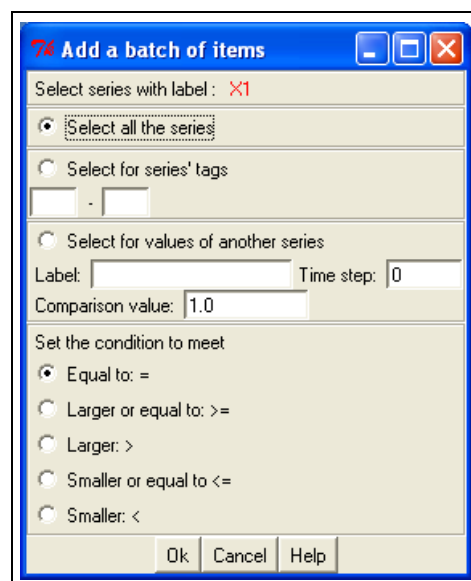 Add a batch of items
Select series with label : X1
Select all the series
Select for series' tags
-
Select for values of another series
Label: Time step: 0
Comparison value: 1.0
Set the condition to meet
Equal to: =
Larger or equal to: >=
Larger: >
Smaller or equal to <=
Smaller: <
Ok Cancel Help